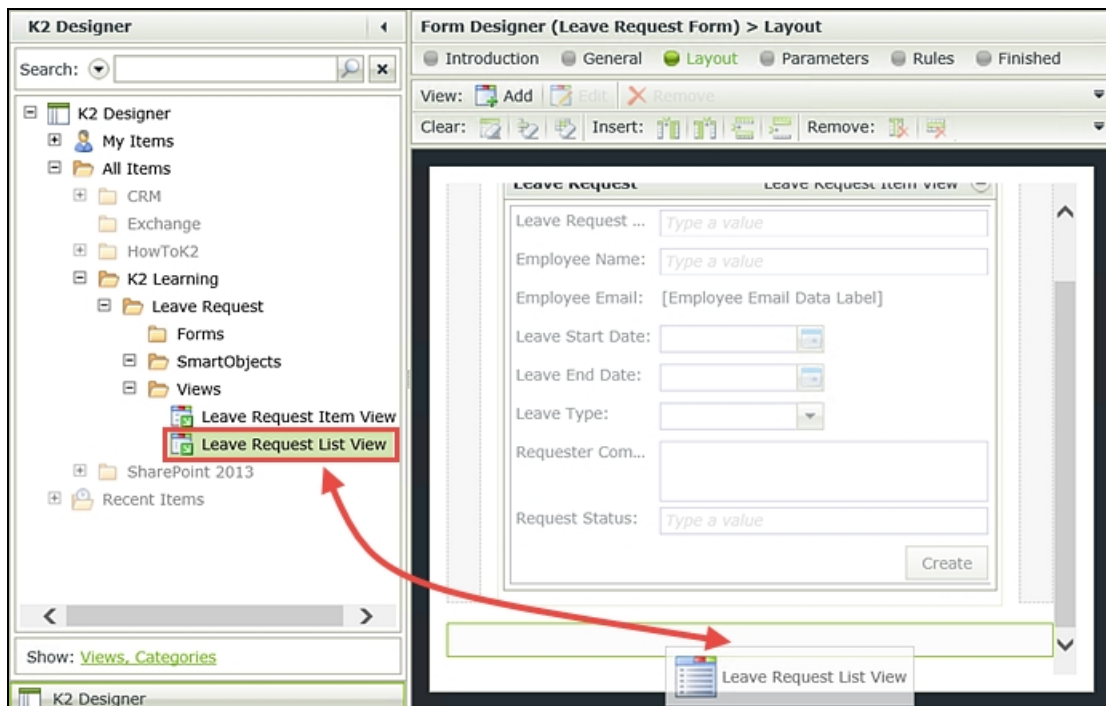 K2 Designer
Search:
K2 Designer
My Items
All Items
CRM
Exchange
HowToK2
K2 Learning
Leave Request
Forms
SmartObjects
Views
Leave Request Item View
Leave Request List View
SharePoint 2013
Recent Items
Show: Views, Categories
K2 Designer
Form Designer (Leave Request Form) > Layout
Introduction General Layout Parameters Rules Finished
View: Add Edit Remove
Clear: Insert: Remove:
Leave Request Leave Request Item View
Leave Request ... Type a value
Employee Name: Type a value
Employee Email: [Employee Email Data Label]
Leave Start Date:
Leave End Date:
Leave Type:
Requester Com...
Request Status: Type a value
Create
Leave Request List View